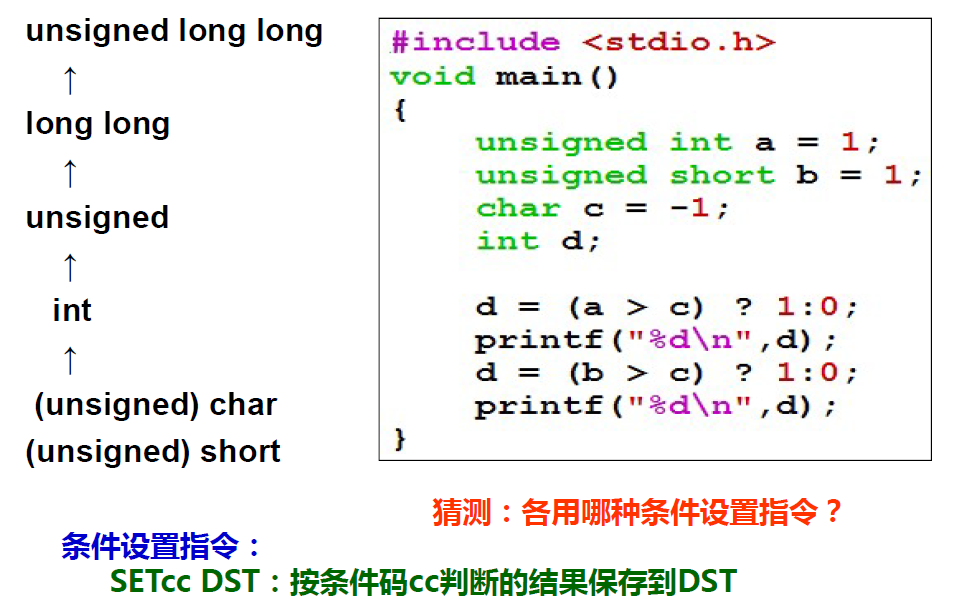 unsigned long long
↑
long long
↑
unsigned
↑
int
↑
(unsigned) char
(unsigned) short
#include <stdio.h>
void main()
{
    unsigned int a = 1;
    unsigned short b = 1;
    char c = -1;
    int d;

    d = (a > c) ? 1:0;
    printf("%d\n",d);
    d = (b > c) ? 1:0;
    printf("%d\n",d);
}
猜测：各用哪种条件设置指令？
条件设置指令：
SETcc DST：按条件码cc判断的结果保存到DST